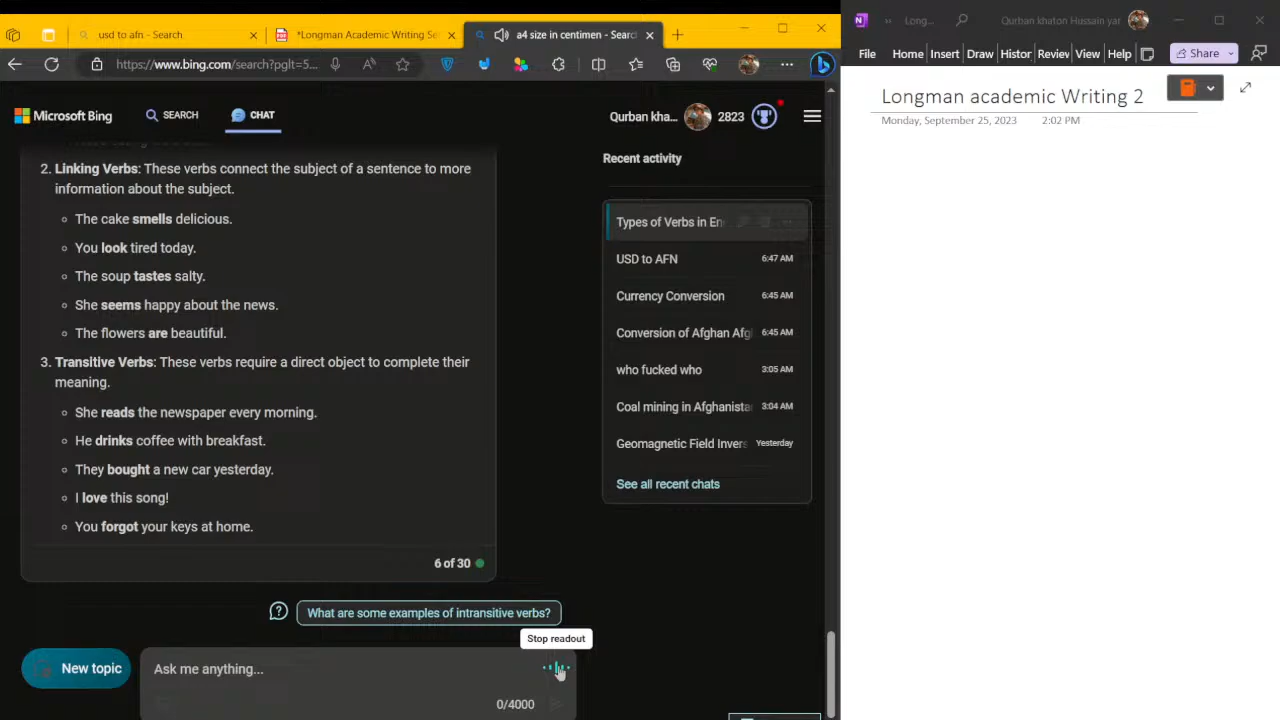 usd to afn - Search
*Longman Academic Writing Se
a4 size in centimen - Searc
https://www.bing.com/search?pglt=5...
Microsoft Bing
SEARCH
CHAT
Qurban kha...
2823
2. Linking Verbs: These verbs connect the subject of a sentence to more
information about the subject.
The cake smells delicious.
You look tired today.
The soup tastes salty.
She seems happy about the news.
The flowers are beautiful.
3. Transitive Verbs: These verbs require a direct object to complete their
meaning.
She reads the newspaper every morning.
He drinks coffee with breakfast.
They bought a new car yesterday.
I love this song!
You forgot your keys at home.
6 of 30
What are some examples of intransitive verbs?
Stop readout
New topic
Ask me anything...
0/4000
Recent activity
Types of Verbs in En
USD to AFN 6:47 AM
Currency Conversion 6:45 AM
Conversion of Afghan Afg 6:45 AM
who fucked who 3:05 AM
Coal mining in Afghanista 3:04 AM
Geomagnetic Field Invers Yesterday
See all recent chats
Long...
Qurban khaton Hussain yar
File Home Insert Draw Histor Review View Help Share
Longman academic Writing 2
Monday, September 25, 2023 2:02 PM